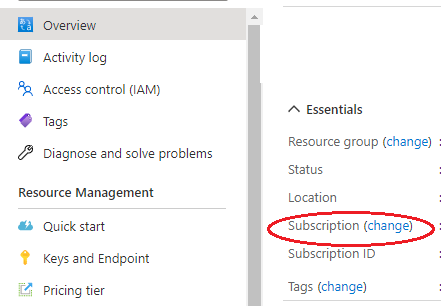 Overview
Activity log
Access control (IAM)
Tags
Diagnose and solve problems
Resource Management
Quick start
Keys and Endpoint
Pricing tier
Essentials
Resource group (change)
Status
Location
Subscription (change)
Subscription ID
Tags (change)